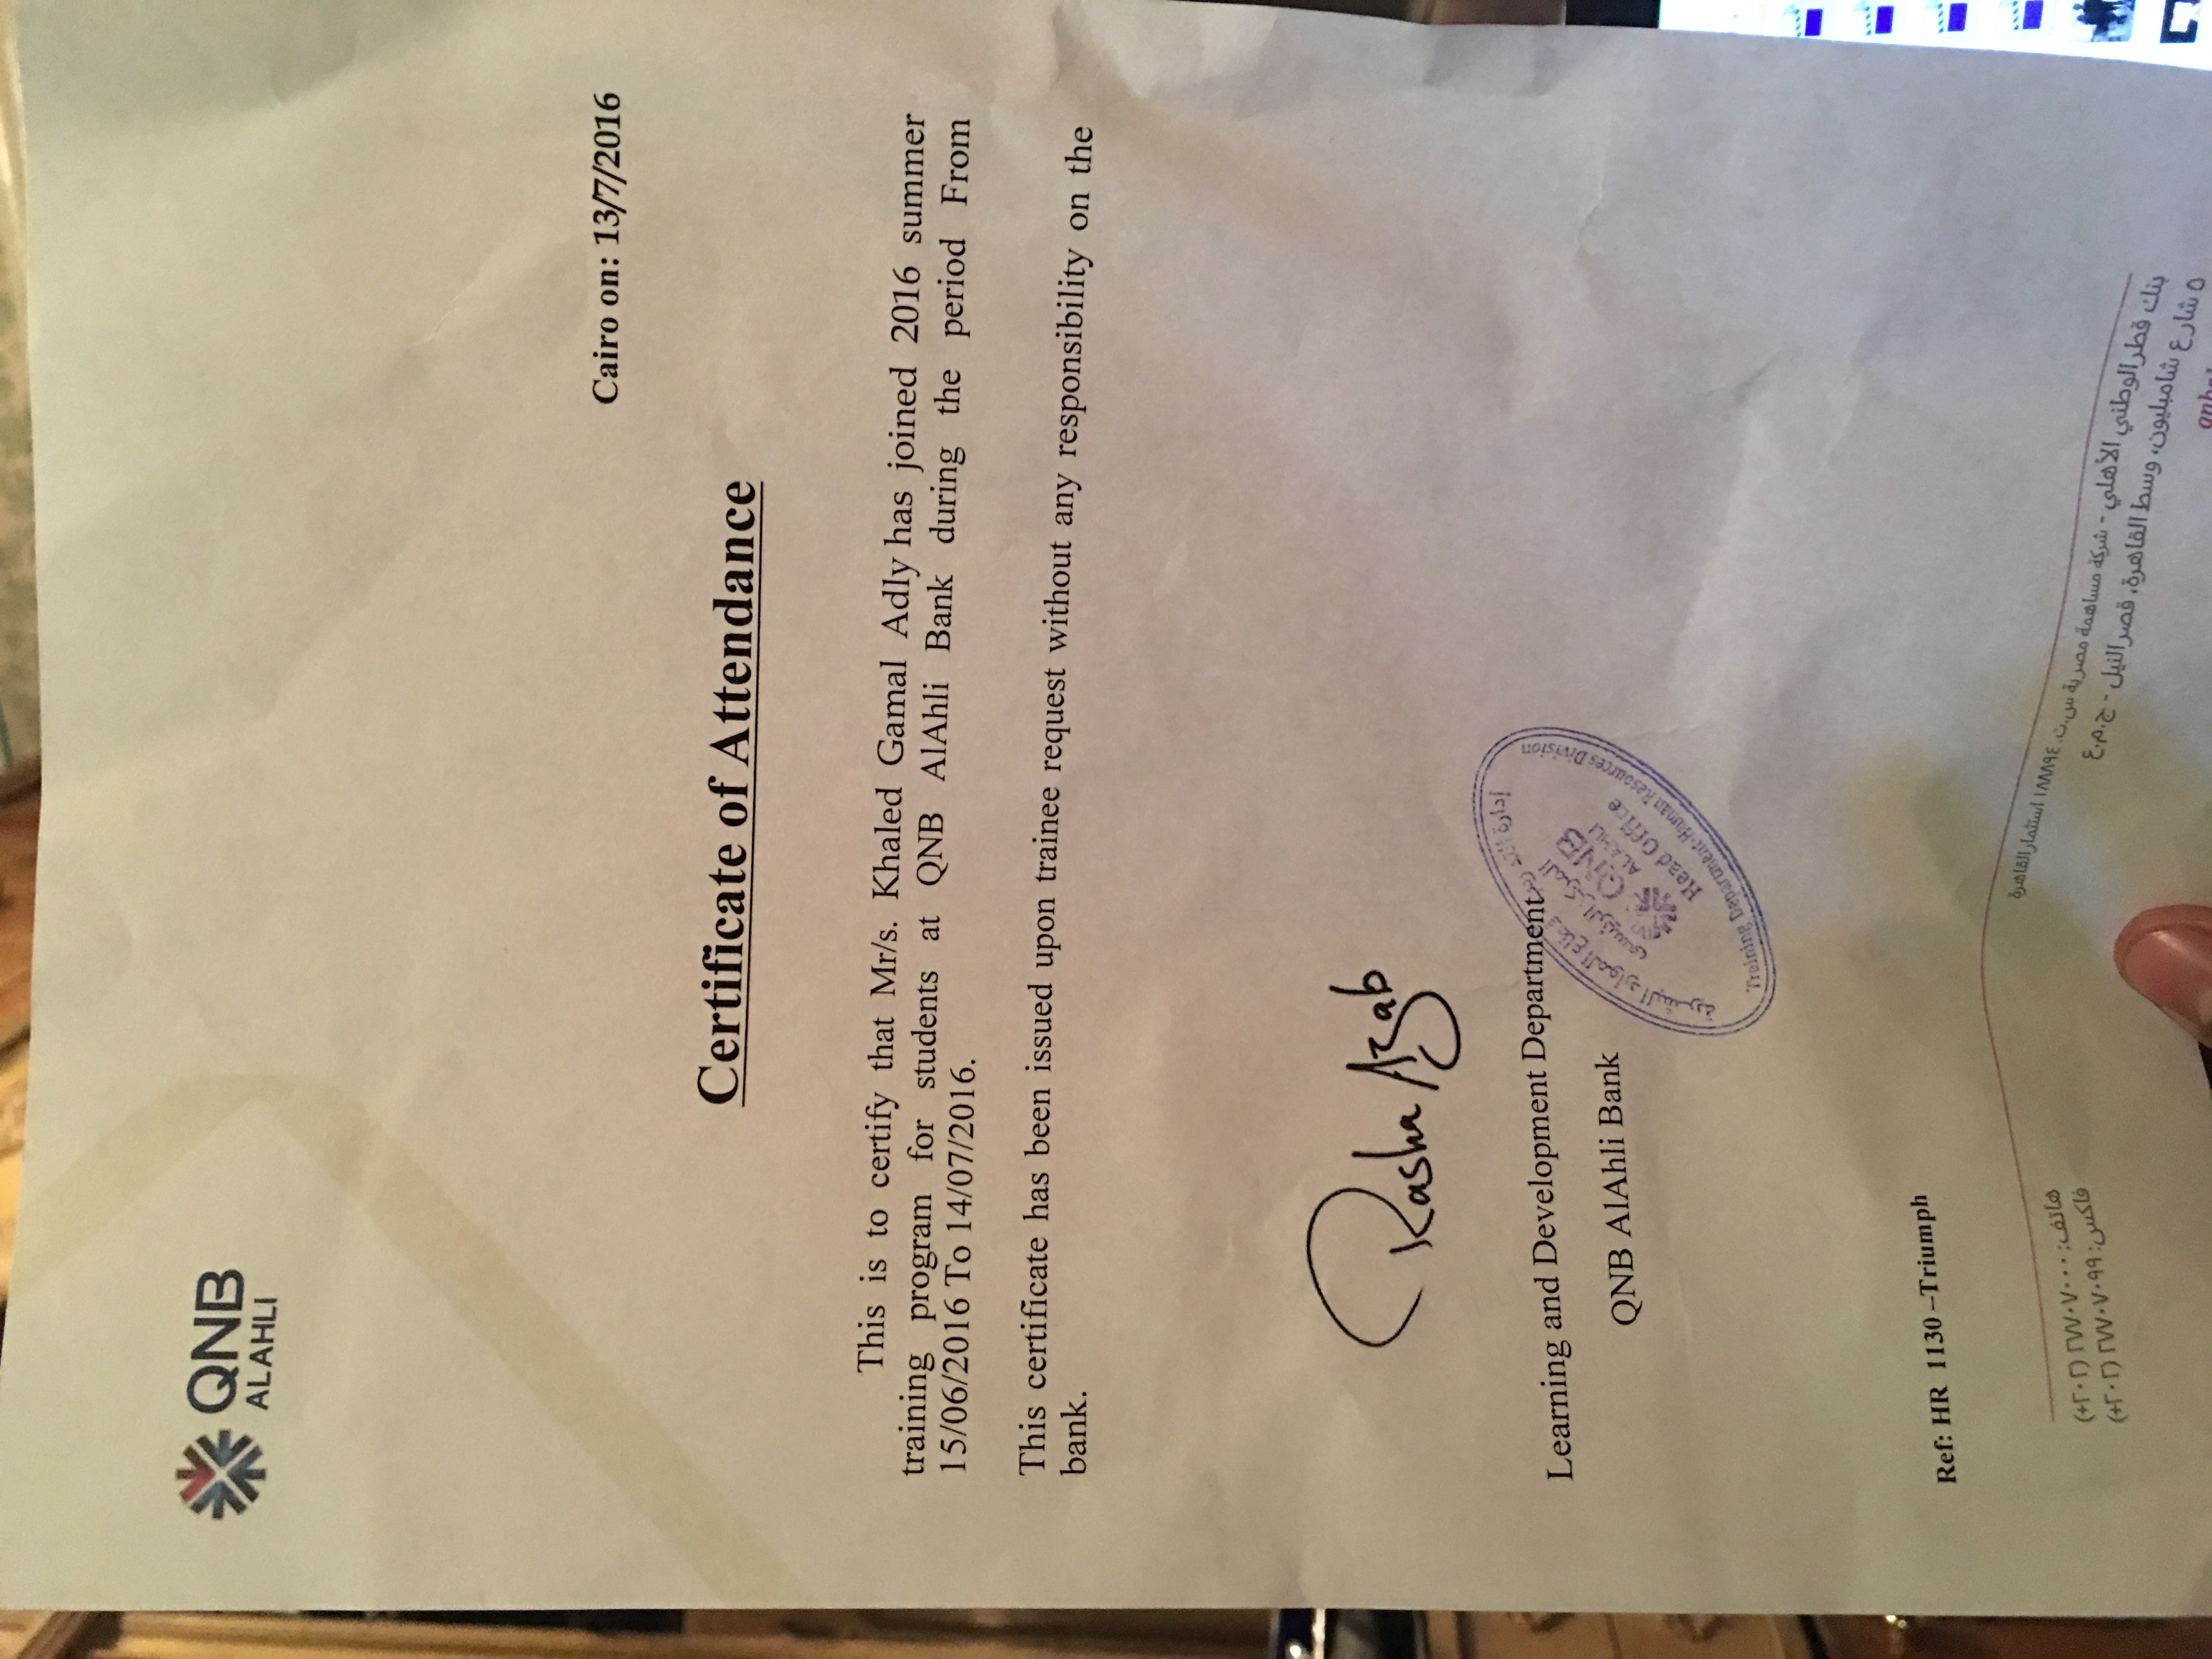 QNB
ALAHLI
Cairo on: 13/7/2016
Certificate of Attendance
This is to certify that Mr/s. Khaled Gamal Adly has joined 2016 summer
training program for students at QNB AlAhli Bank during the period From
15/06/2016 To 14/07/2016.
This certificate has been issued upon trainee request without any responsibility on the
bank.
Rasha Azab
Learning and Development Department
QNB AlAhli Bank
إدارة التدريب قطاع الموارد البشرية
المركز الرئيسى
QNB
ALAHLI
Head Office
Training Department-Human Resources Division
Ref: HR 1130 –Triumph
هاتف: ٢٧٧٠٧٠٠٠ (٢٠٢+)
فاكس: ٢٧٧٠٧٠٩٩ (٢٠٢+)
بنك قطر الوطني الأهلي - شركة مساهمة مصرية س.ت. ١٨٨٨٩٤ استثمار القاهرة
٥ شارع شامبليون، وسط القاهرة، قصر النيل - ج.م.ع